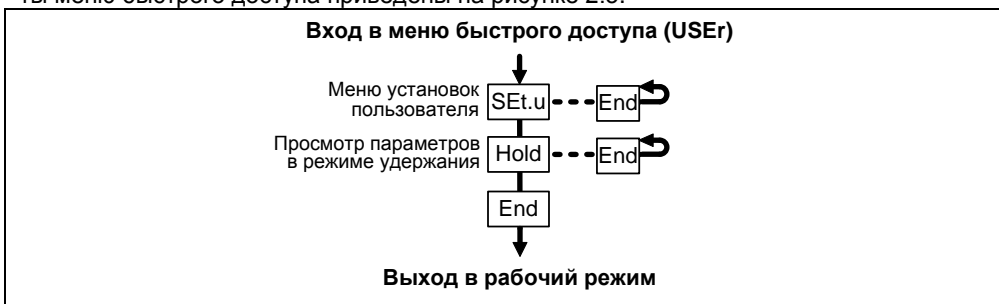 ты меню быстрого доступа приведены на рисунке 2.5.
Вход в меню быстрого доступа (USEr)
Меню установок
пользователя
SEt.u
End
Просмотр параметров
в режиме удержания
Hold
End
End
Выход в рабочий режим